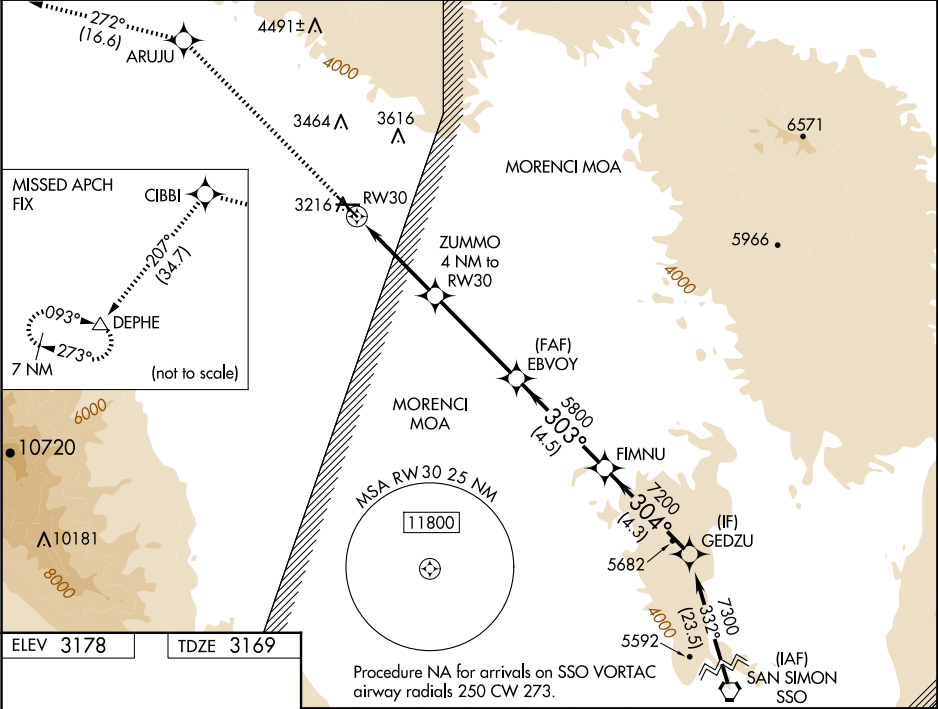 272°
(16.6)
ARUJU
4491±
4000
3464
3616
6571
MORENCI MOA
MISSED APCH
FIX
CIBBI
207°
(34.7)
093°
DEPHE
273°
7 NM
(not to scale)
3216
RW30
5966
ZUMMO
4 NM to
RW30
4000
(FAF)
EBVOY
6000
MORENCI
MOA
5800
303°
(4.5)
10720
FIMNU
MSA RW30 25 NM
11800
7200
304°
(4.3)
(IF)
GEDZU
10181
5682
8000
7300
332°
(23.5)
4000
ELEV 3178
TDZE 3169
5592
(IAF)
SAN SIMON
SSO
Procedure NA for arrivals on SSO VORTAC
airway radials 250 CW 273.